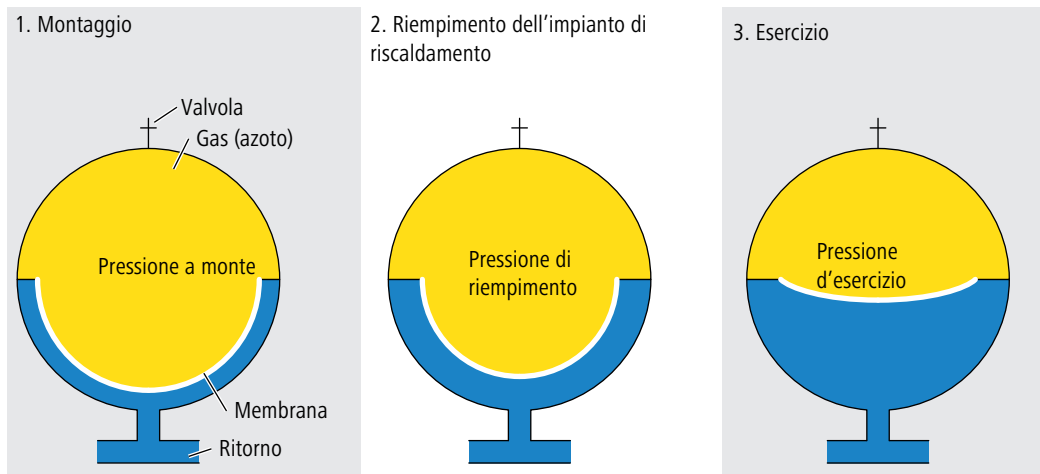 1. Montaggio
Valvola
Gas (azoto)
Pressione a monte
Membrana
Ritorno
2. Riempimento dell’impianto di
riscaldamento
Pressione di
riempimento
3. Esercizio
Pressione
d’esercizio